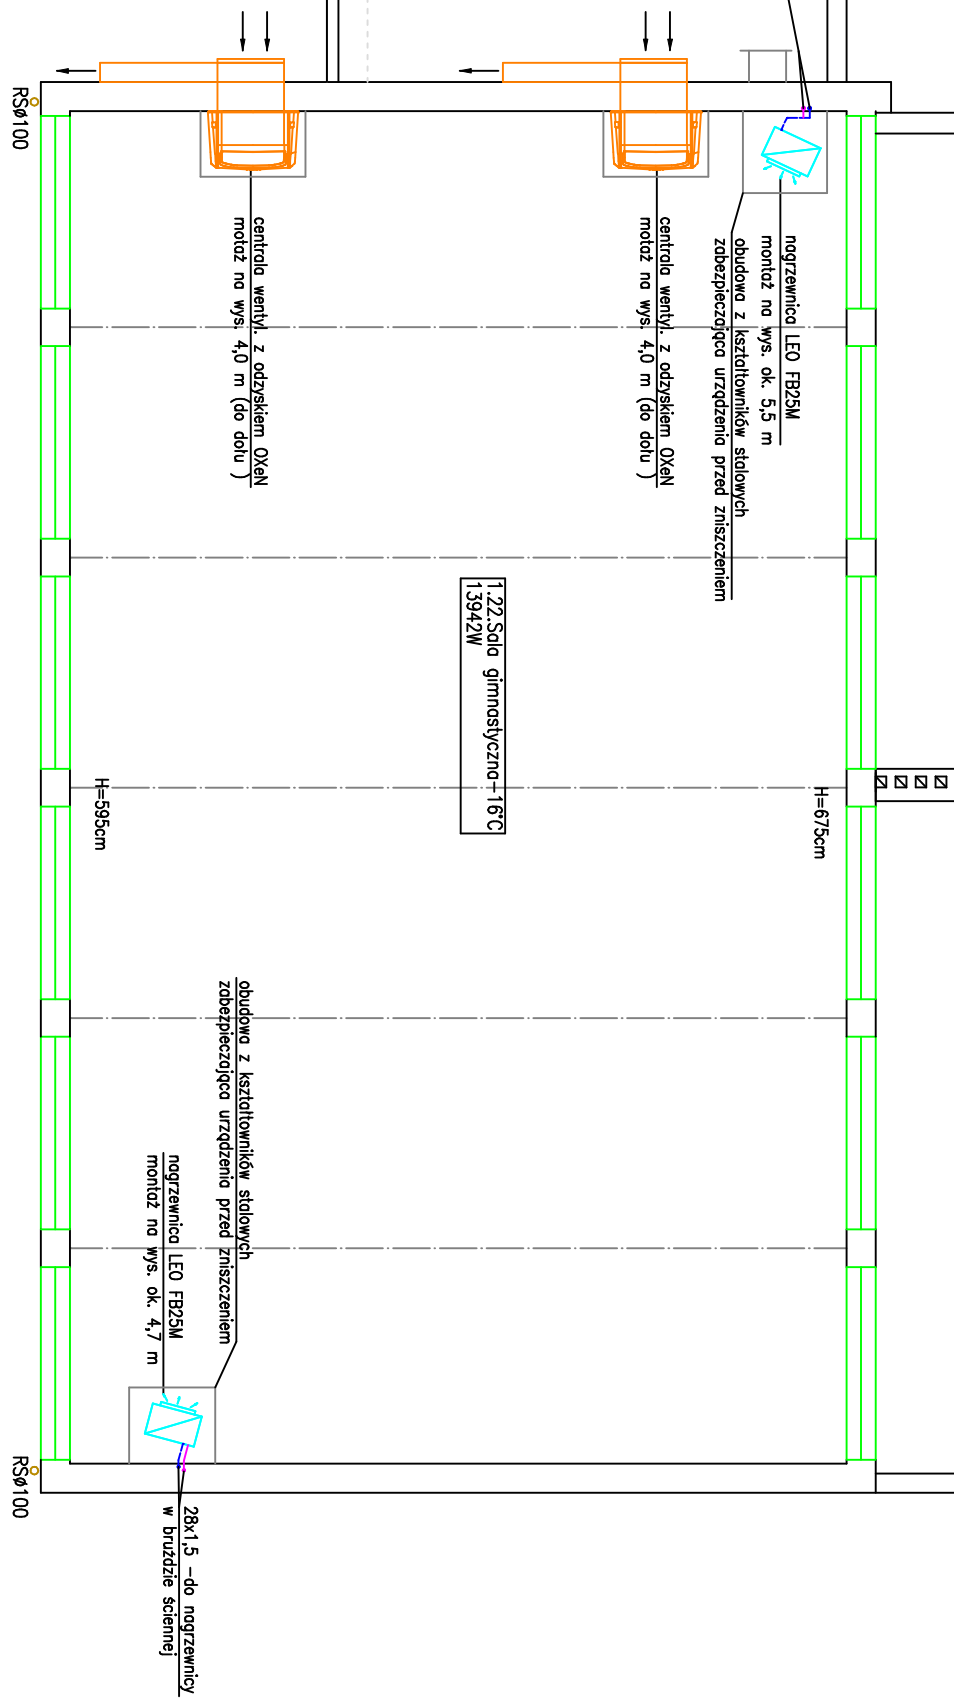 nagrzewnica LEO FB25M
montaż na wys. ok. 5,5 m
obudowa z kształtowników stalowych
zabezpieczająca urządzenia przed zniszczeniem
centrala wentyl. z odzyskiem OXeN
motaż na wys. 4,0 m (do dołu )
centrala wentyl. z odzyskiem OXeN
motaż na wys. 4,0 m (do dołu )
RSø100
H=675cm
1.22.Sala gimnastyczna-16°C
13942W
H=595cm
obudowa z kształtowników stalowych
zabezpieczająca urządzenia przed zniszczeniem
nagrzewnica LEO FB25M
montaż na wys. ok. 4,7 m
28x1,5 -do nagrzewnicy
w bruździe ściennej
RSø100